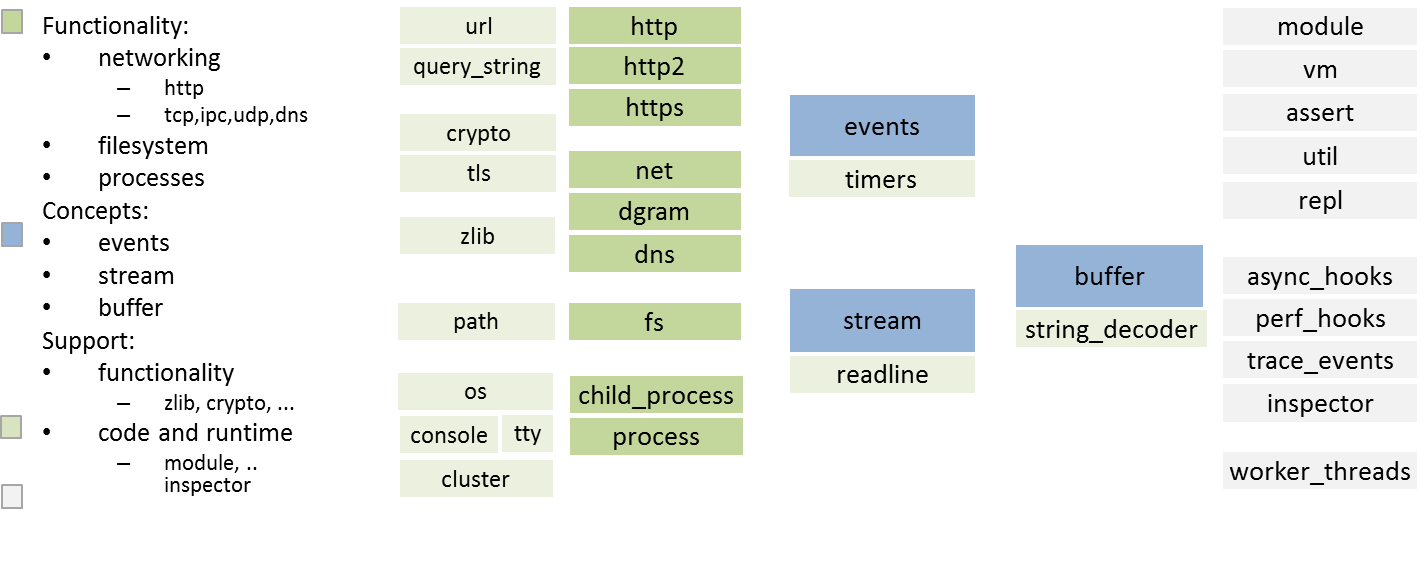 Functionality:
• networking
– http
– tcp,ipc,udp,dns
• filesystem
• processes
Concepts:
• events
• stream
• buffer
Support:
• functionality
– zlib, crypto, ...
• code and runtime
– module, ..
inspector
url
query_string
crypto
tls
zlib
path
os
console
tty
cluster
http
http2
https
net
dgram
dns
fs
child_process
process
events
timers
stream
readline
buffer
string_decoder
module
vm
assert
util
repl
async_hooks
perf_hooks
trace_events
inspector
worker_threads